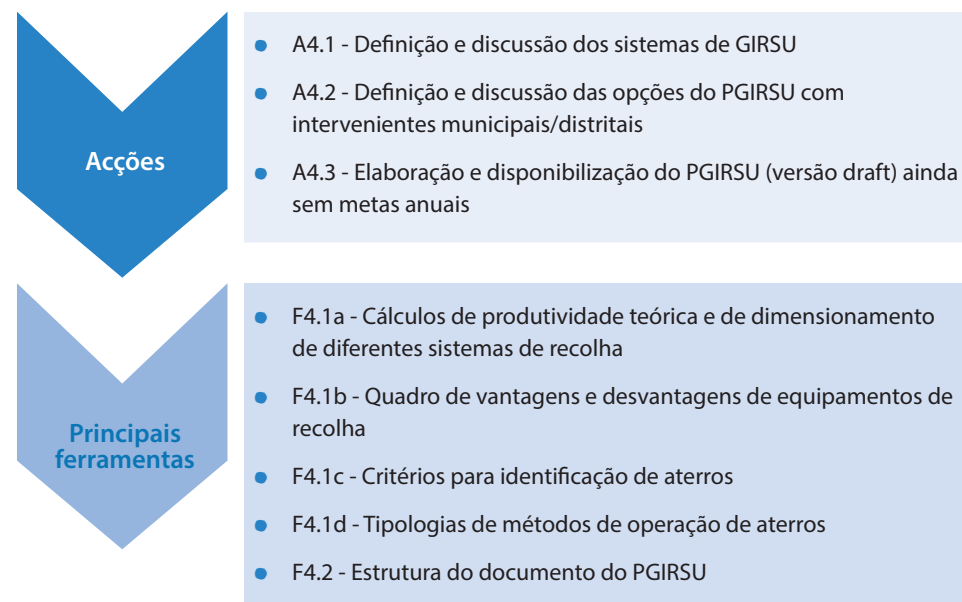 Acções
● A4.1 - Definição e discussão dos sistemas de GIRSU
● A4.2 - Definição e discussão das opções do PGIRSU com
intervenientes municipais/distritais
● A4.3 - Elaboração e disponibilização do PGIRSU (versão draft) ainda
sem metas anuais
Principais
ferramentas
● F4.1a - Cálculos de produtividade teórica e de dimensionamento
de diferentes sistemas de recolha
● F4.1b - Quadro de vantagens e desvantagens de equipamentos de
recolha
● F4.1c - Critérios para identificação de aterros
● F4.1d - Tipologias de métodos de operação de aterros
● F4.2 - Estrutura do documento do PGIRSU